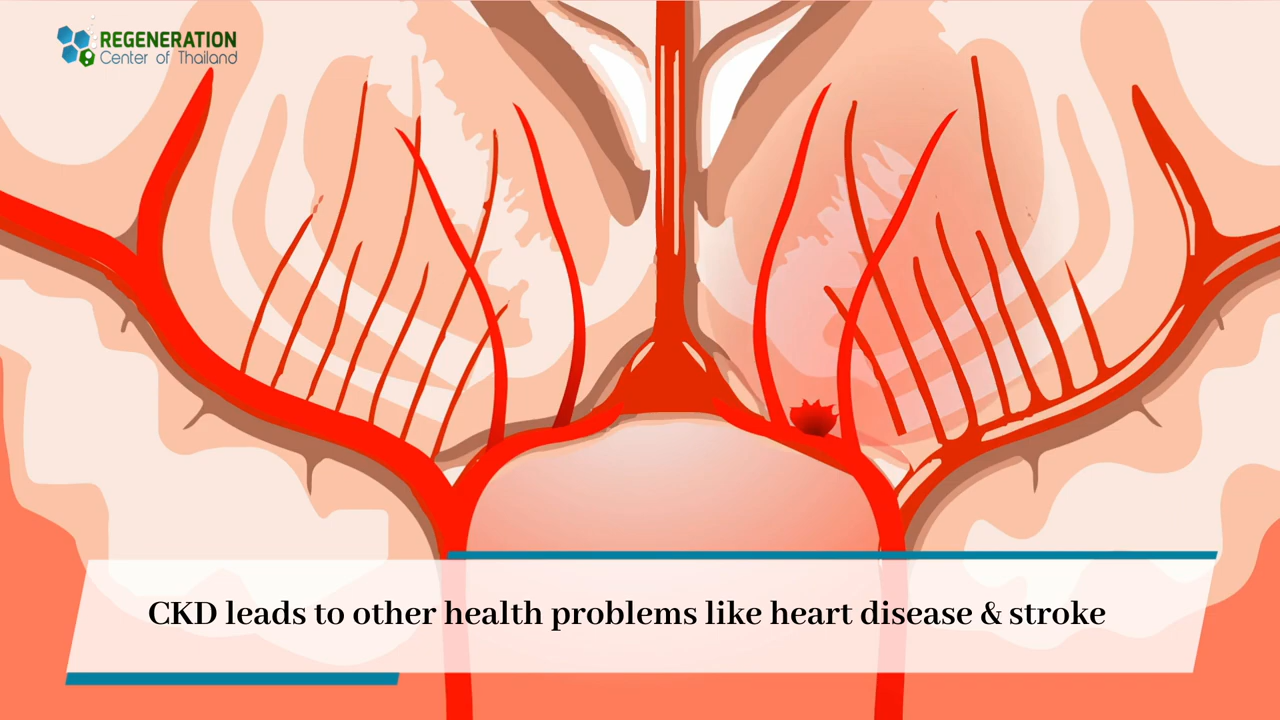 REGENERATION
Center of Thailand
CKD leads to other health problems like heart disease & stroke